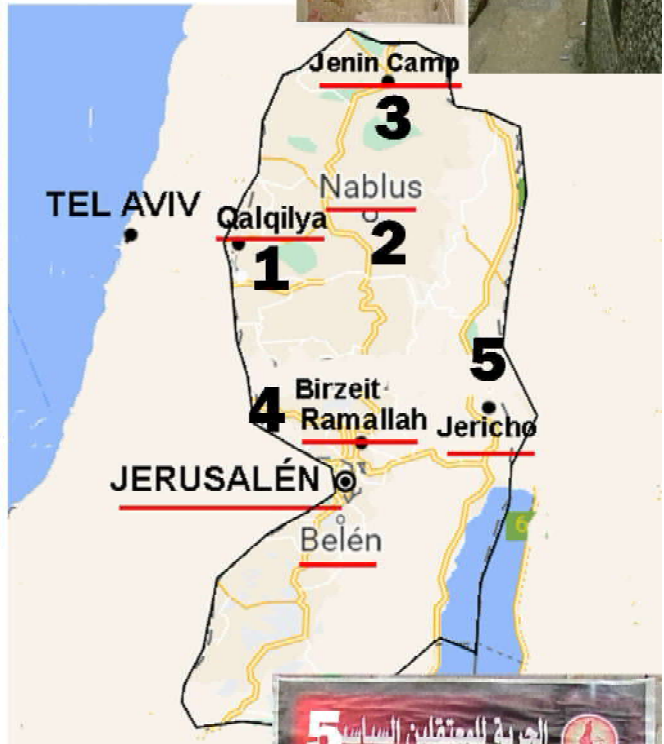 Jenin Camp
3
Nablus
TEL AVIV
Qalqilya
2
1
5
4 Birzeit
Ramallah
Jericho
JERUSALÉN
6
Belén
5
الحرية للمعتقلين